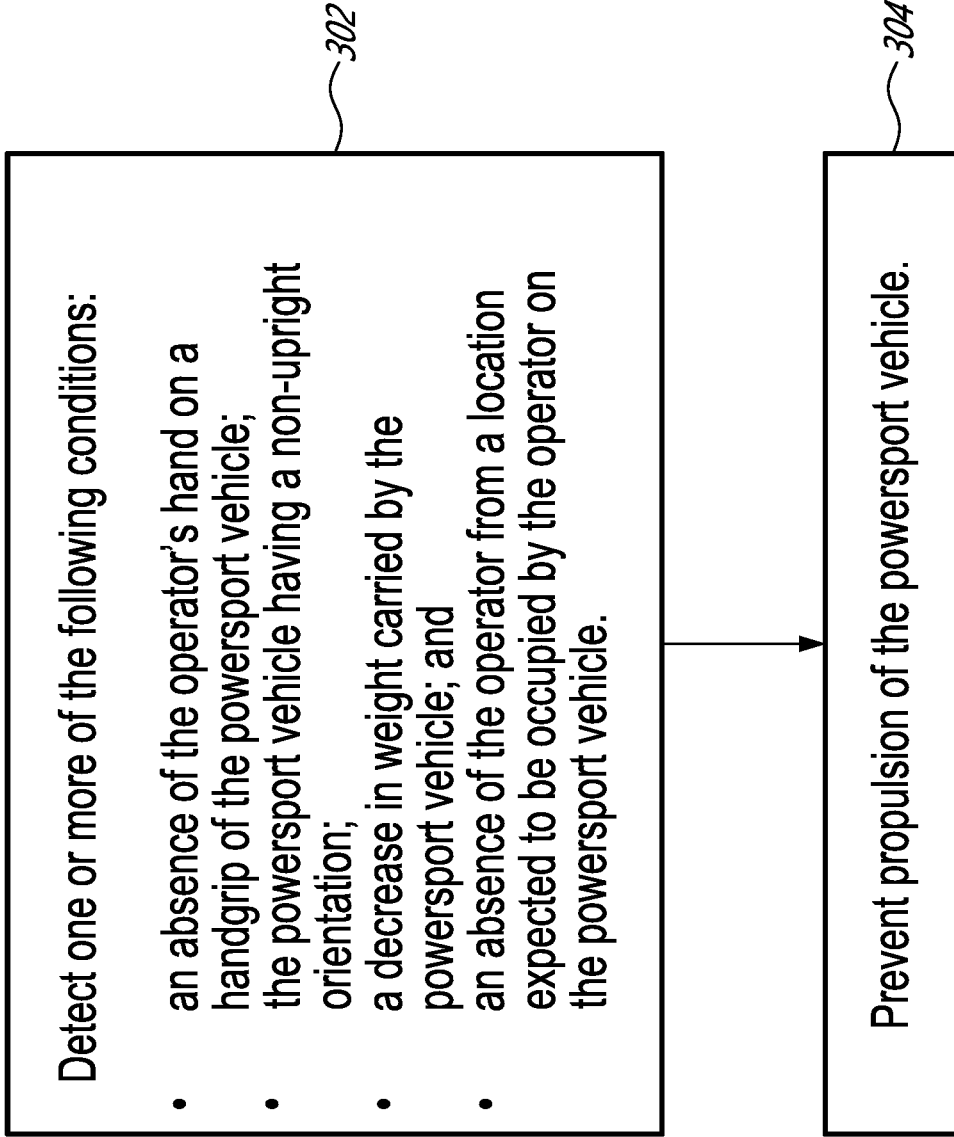 Detect one or more of the following conditions:
• an absence of the operator's hand on a
handgrip of the powersport vehicle;
• the powersport vehicle having a non-upright
orientation;
• a decrease in weight carried by the
powersport vehicle; and
• an absence of the operator from a location
expected to be occupied by the operator on
the powersport vehicle.
302
Prevent propulsion of the powersport vehicle.
304